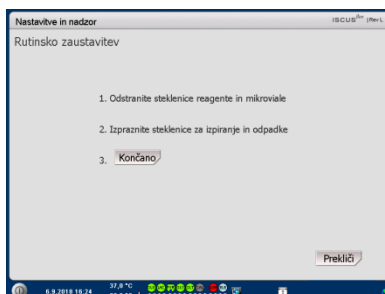 Nastavitve in nadzor
ISCUS
Rutinsko zaustavitev
1. Odstranite steklenice reagente in mikroviale
2. Izpraznite steklenice za izpiranje in odpadke
3. Končano
Prekliči
6.9.2018 16:24
37,0 °C